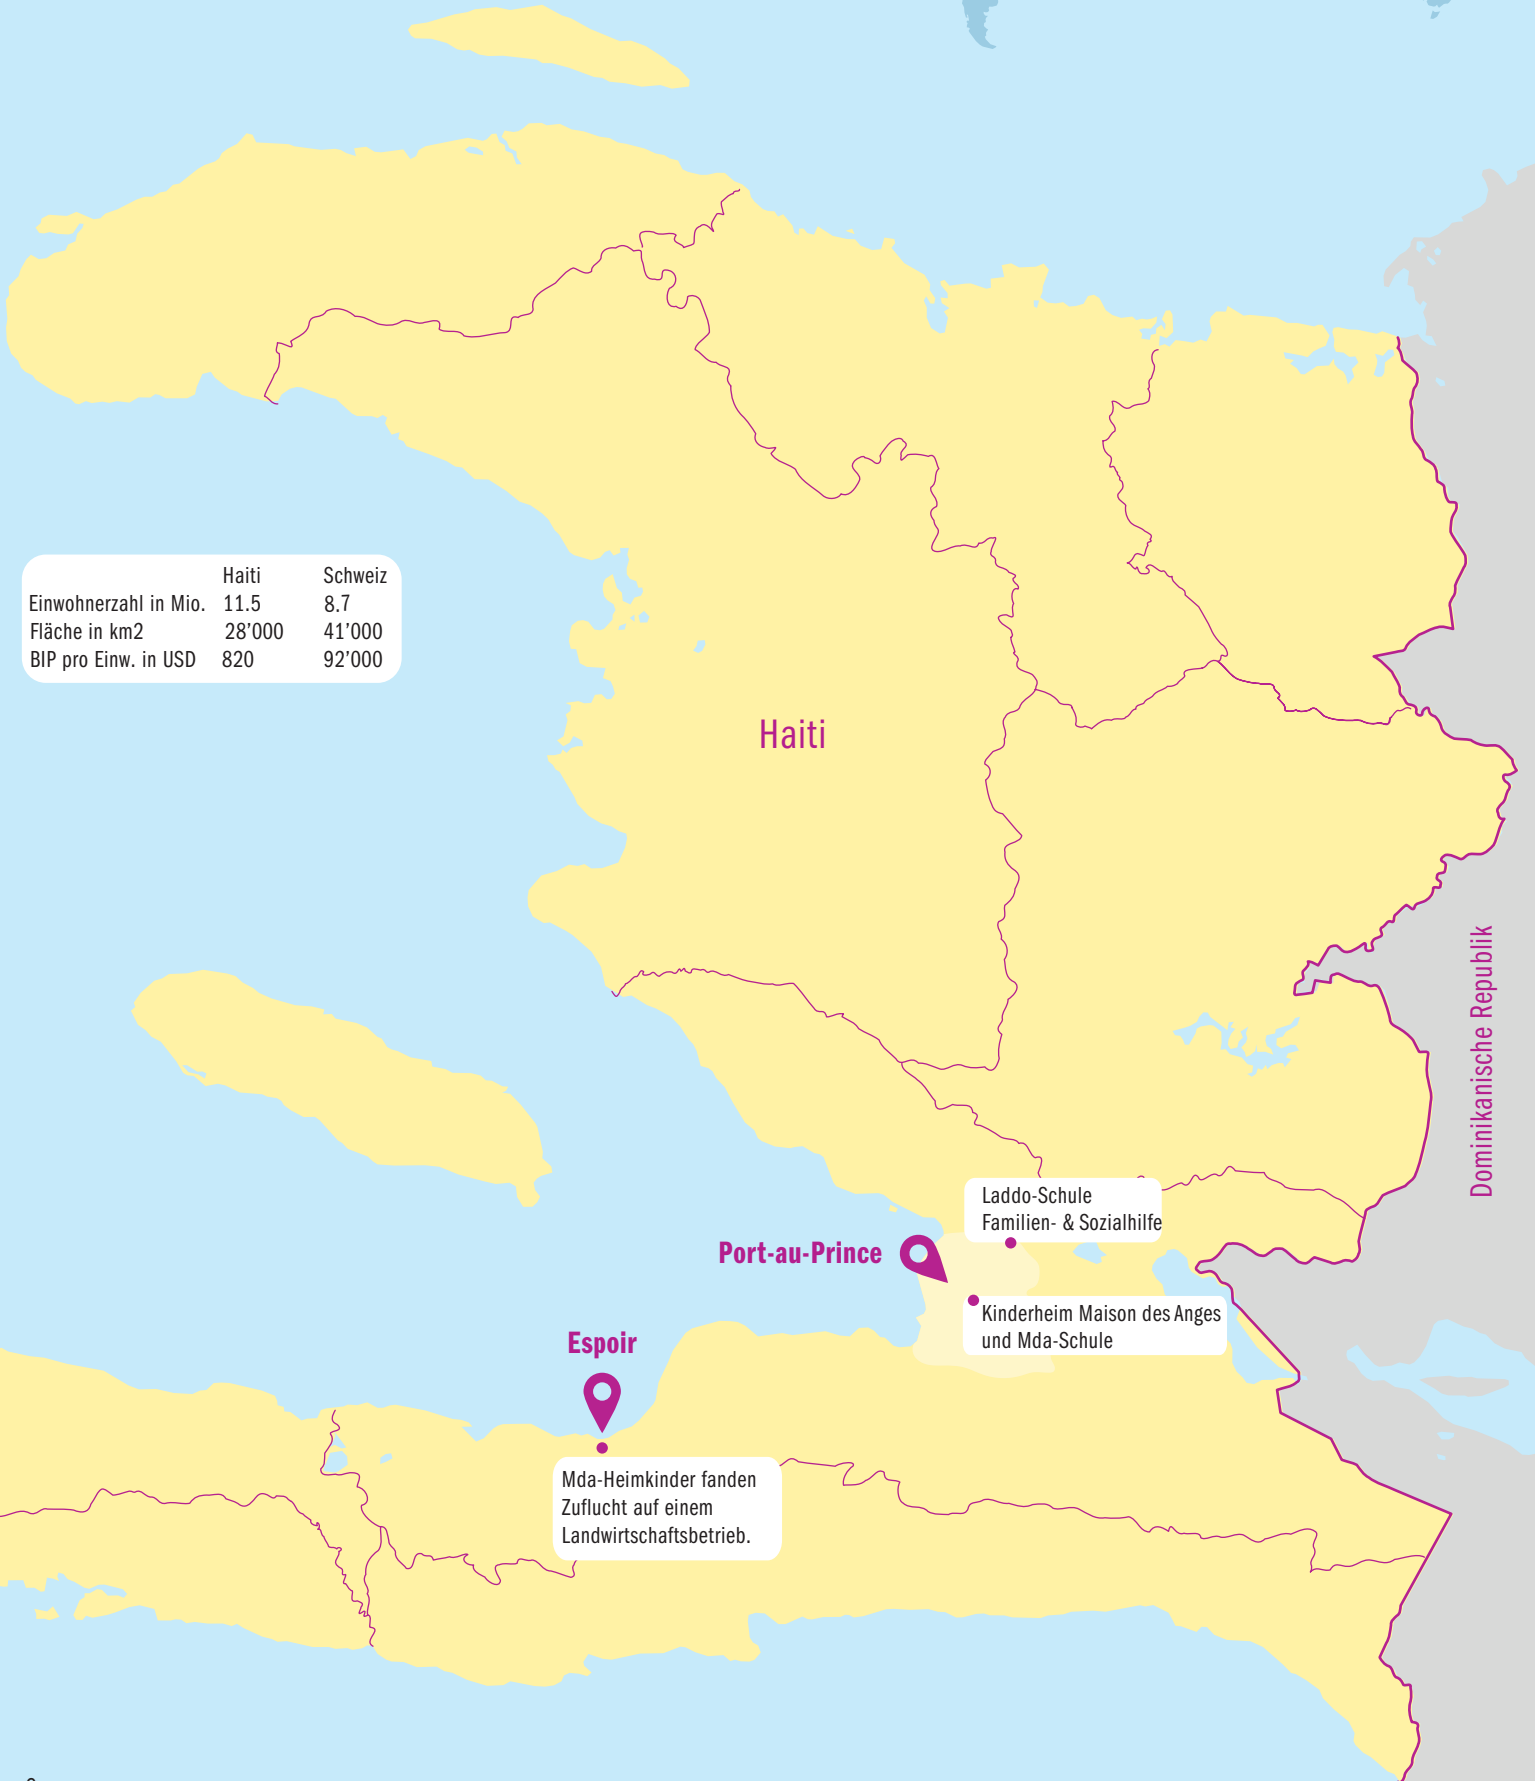 Haiti Schweiz
Einwohnerzahl in Mio. 11.5 8.7
Fläche in km2 28’000 41’000
BIP pro Einw. in USD 820 92’000
Haiti
Dominikanische Republik
Laddo-Schule
Familien- & Sozialhilfe
Port-au-Prince
Kinderheim Maison des Anges
und Mda-Schule
Espoir
Mda-Heimkinder fanden
Zuflucht auf einem
Landwirtschaftsbetrieb.